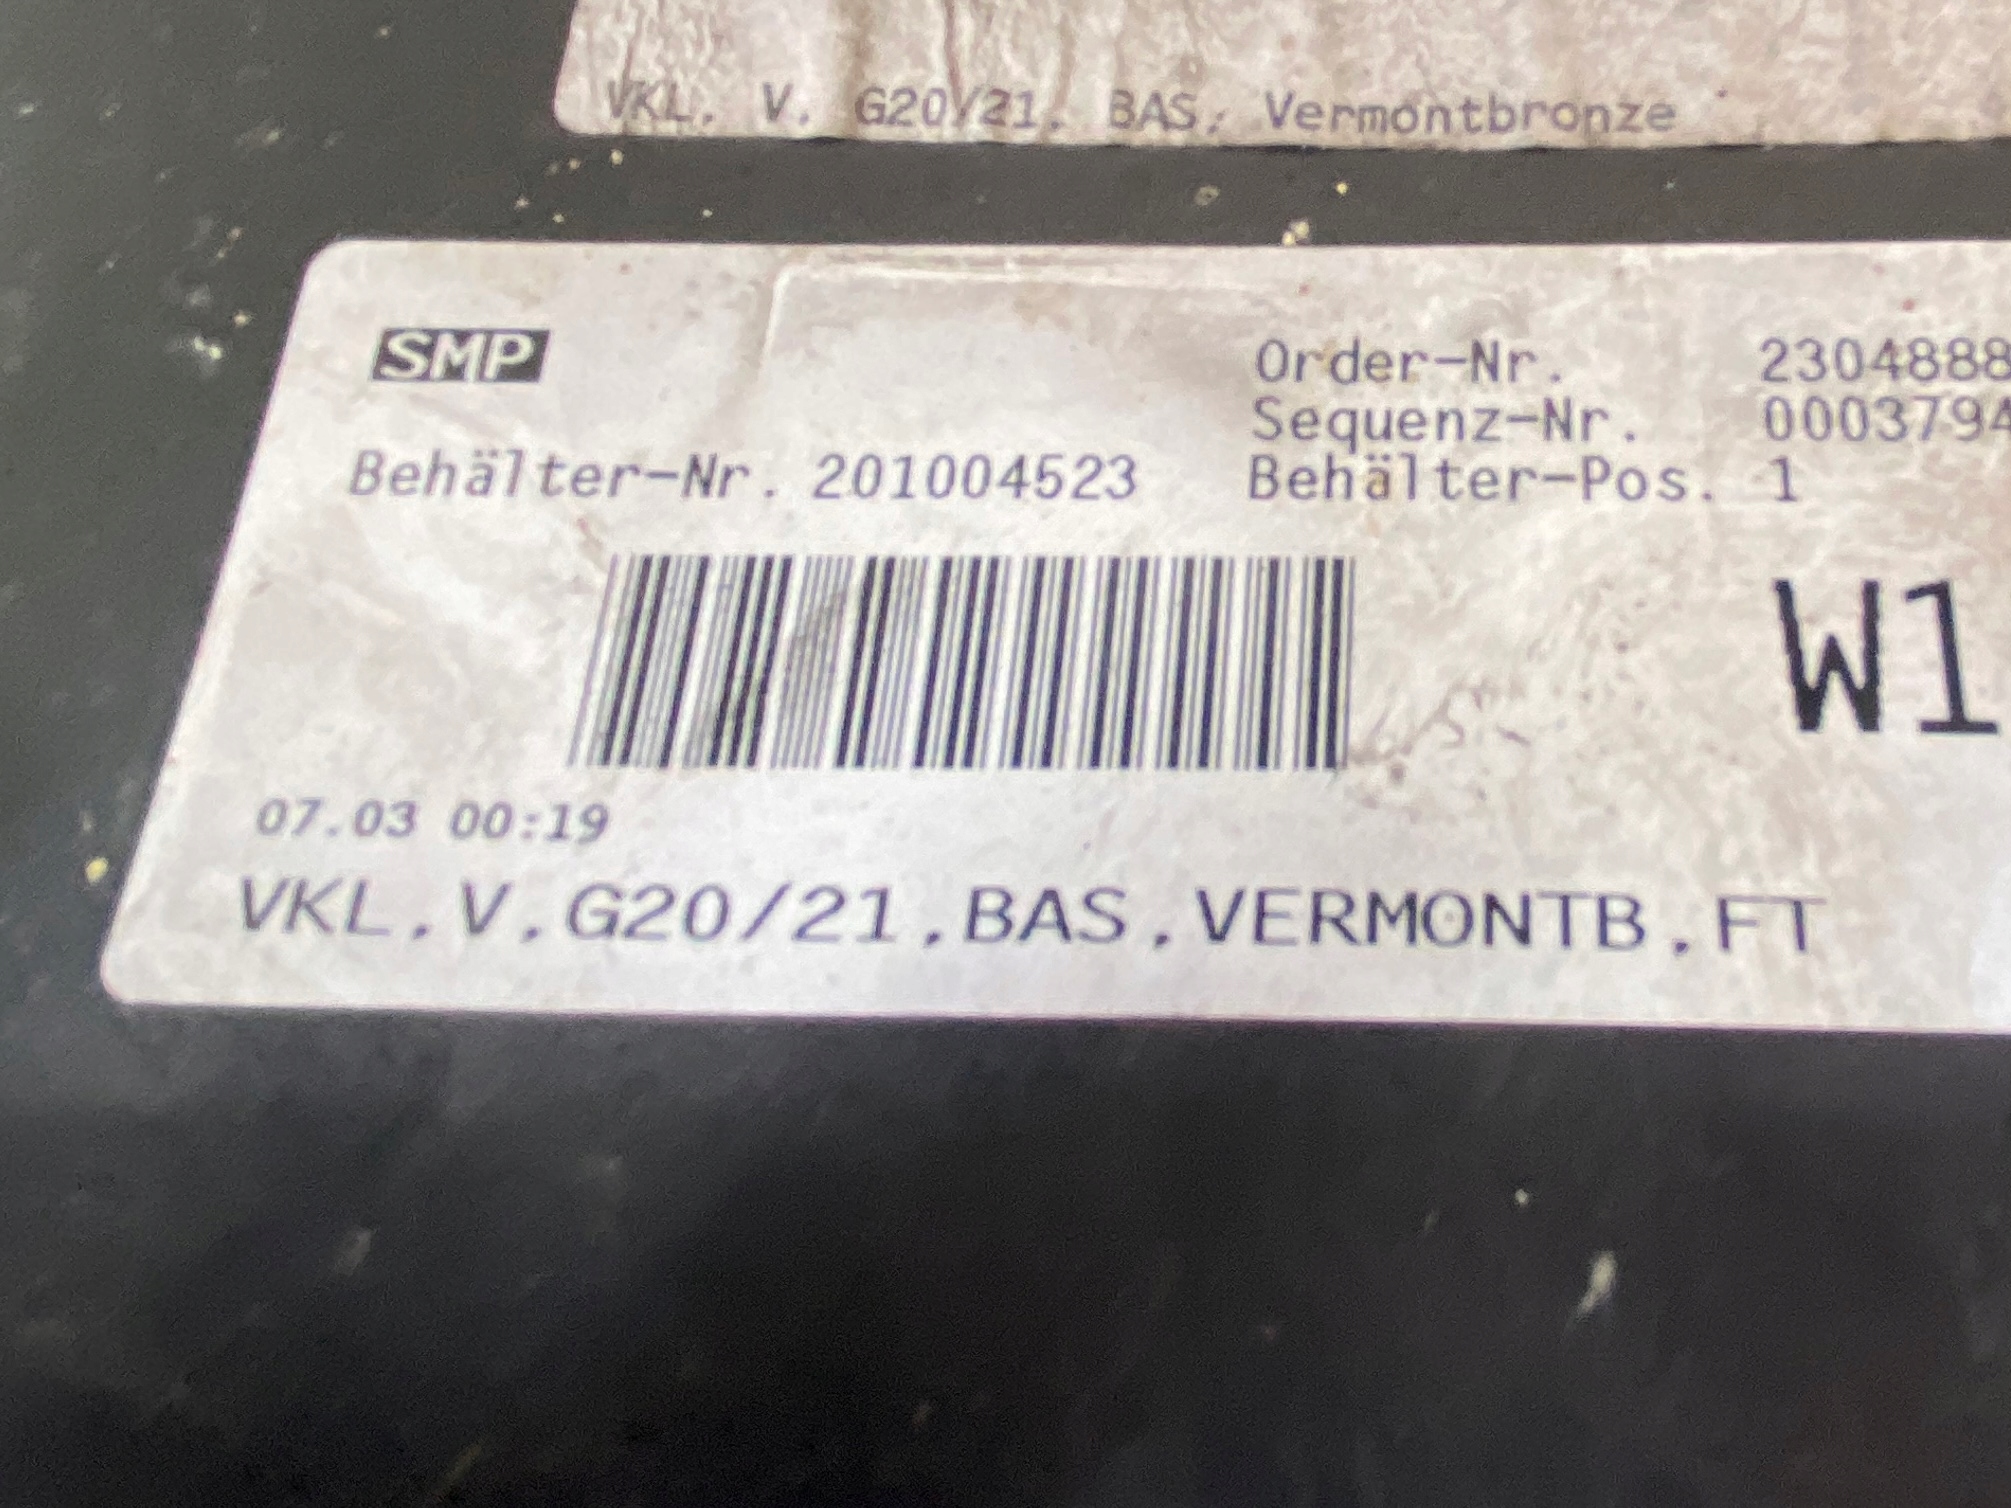 VKL. V. G20/21. BAS. Vermontbronze
SMP
Order-Nr. 2304888
Sequenz-Nr. 0003794
Behälter-Nr. 201004523
Behälter-Pos. 1
W1
07.03 00:19
VKL.V.G20/21.BAS.VERMONTB.FT